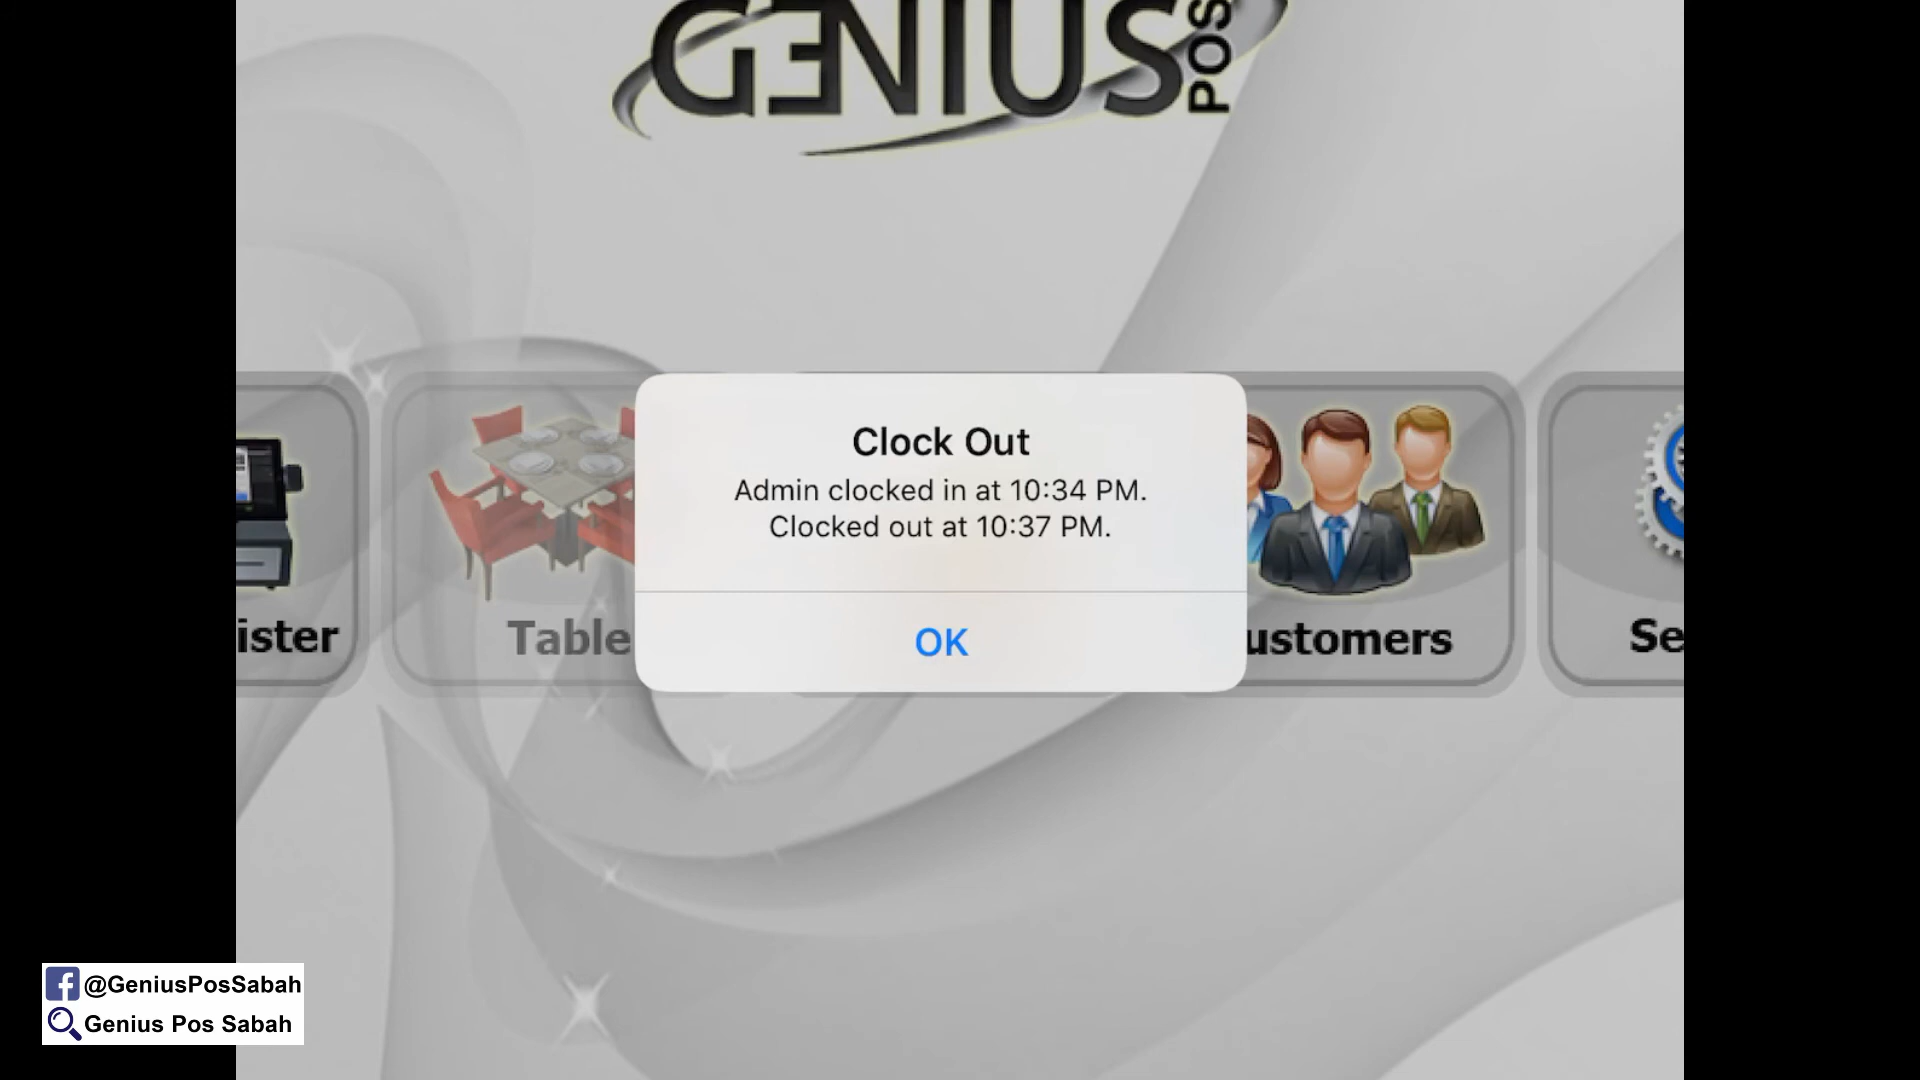 GENIUS
POS
Clock Out
Admin clocked in at 10:34 PM.
Clocked out at 10:37 PM.
OK
ister
Table
ustomers
Se
@GeniusPosSabah
Genius Pos Sabah